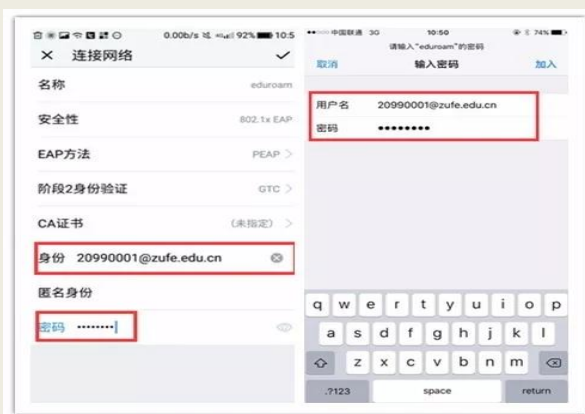 0.00b/s 4G 92% 10:5
× 连接网络 ✓
名称 eduroam
安全性 802.1x EAP
EAP方法 PEAP >
阶段2身份验证 GTC >
CA证书 (未指定) >
身份 20990001@zufe.edu.cn
匿名身份
密码 ••••••••
中国联通 3G 10:50 74%
请输入"eduroam"的密码
取消 输入密码 加入
用户名 20990001@zufe.edu.cn
密码 ••••••••
q w e r t y u i o p
a s d f g h j k l
z x c v b n m
.?123 space return